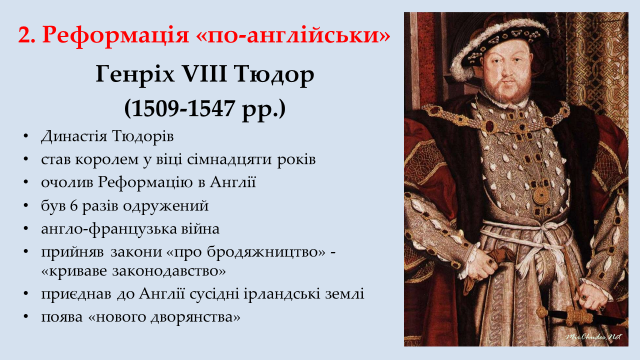 2. Реформація «по-англійськи»
Генріх VIII Тюдор
(1509-1547 рр.)
• Династія Тюдорів
• став королем у віці сімнадцяти років
• очолив Реформацію в Англії
• був 6 разів одружений
• англо-французька війна
• прийняв закони «про бродяжництво» -
«криваве законодавство»
• приєднав до Англії сусідні ірландські землі
• поява «нового дворянства»